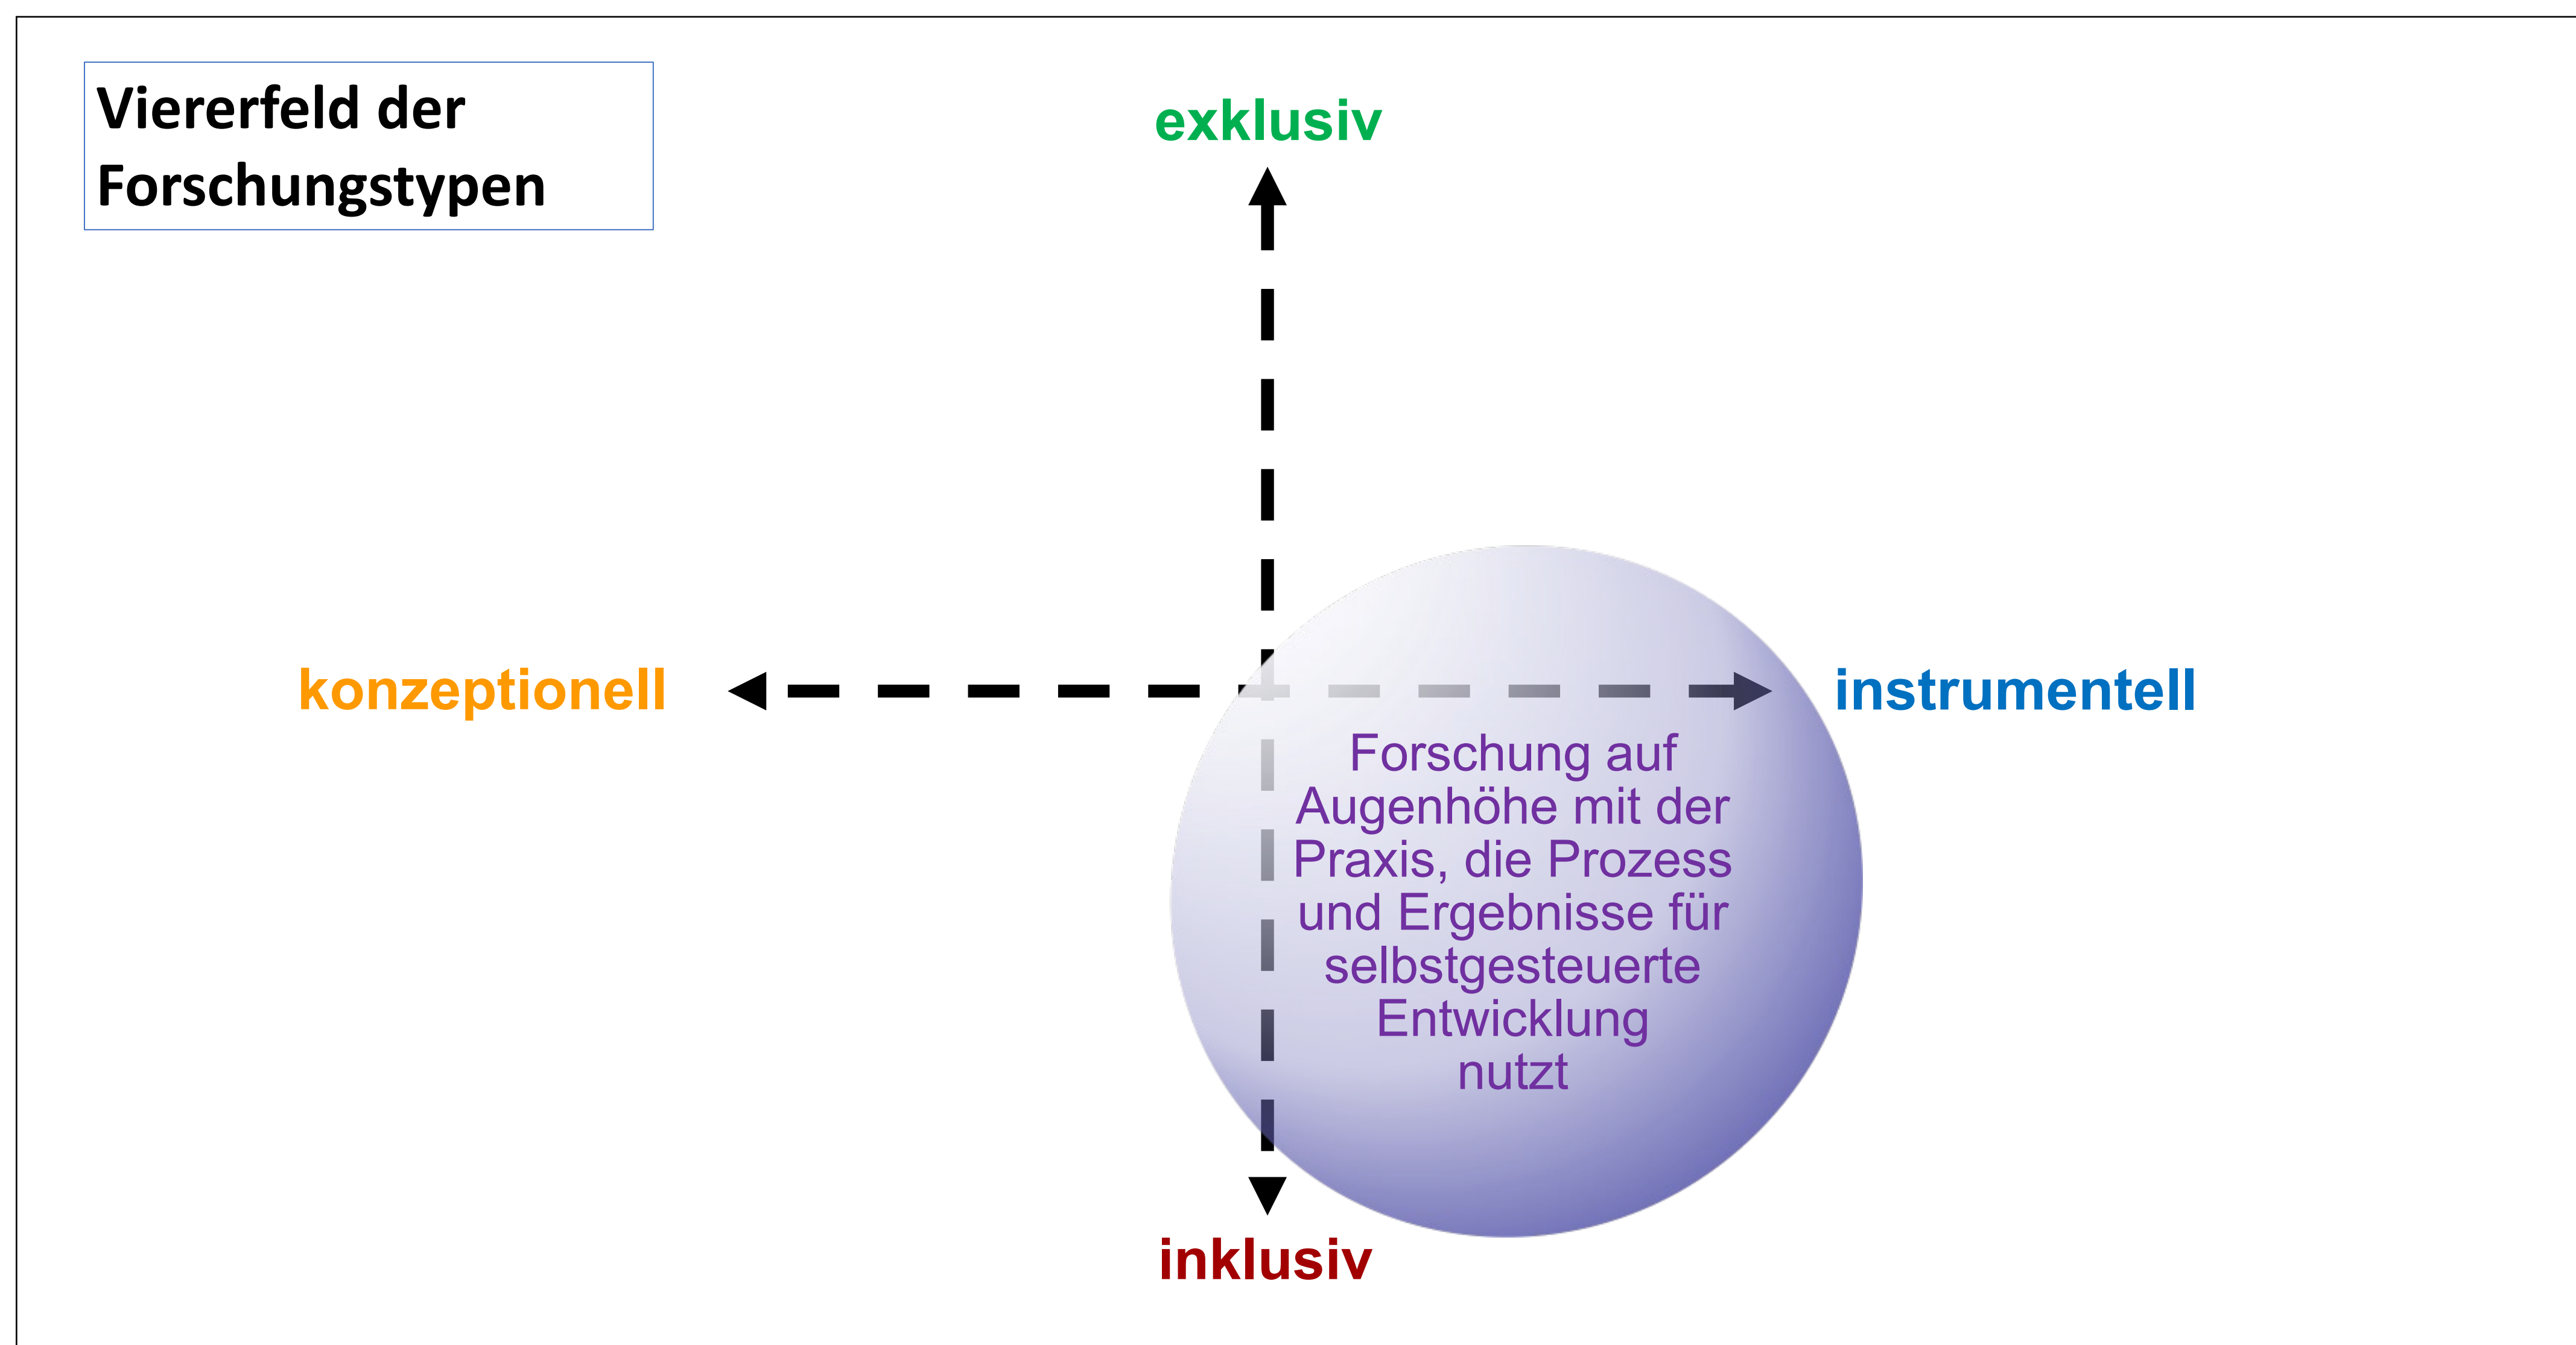 Viererfeld der
Forschungstypen
exklusiv
konzeptionell
instrumentell
Forschung auf
Augenhöhe mit der
Praxis, die Prozess
und Ergebnisse für
selbstgesteuerte
Entwicklung
nutzt
inklusiv